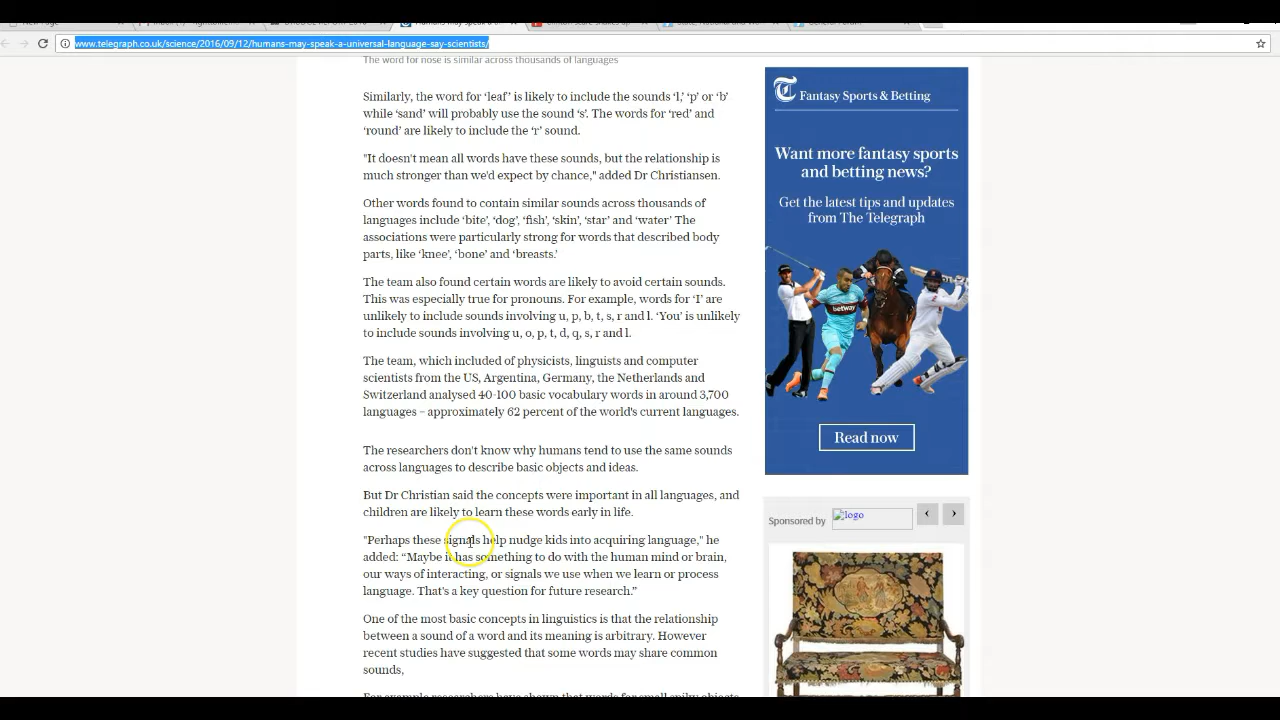 www.telegraph.co.uk/science/2016/09/12/humans-may-speak-a-universal-language-say-scientists/
The word for nose is similar across thousands of languages
Similarly, the word for ‘leaf’ is likely to include the sounds ‘l,’ ‘p’ or ‘b’
while ‘sand’ will probably use the sound ‘s’. The words for ‘red’ and
‘round’ are likely to include the ‘r’ sound.
"It doesn't mean all words have these sounds, but the relationship is
much stronger than we'd expect by chance," added Dr Christiansen.
Other words found to contain similar sounds across thousands of
languages include ‘bite’, ‘dog’, ‘fish’, ‘skin’, ‘star’ and ‘water’ The
associations were particularly strong for words that described body
parts, like ‘knee’, ‘bone’ and ‘breasts.’
The team also found certain words are likely to avoid certain sounds.
This was especially true for pronouns. For example, words for ‘I’ are
unlikely to include sounds involving u, p, b, t, s, r and l. ‘You’ is unlikely
to include sounds involving u, o, p, t, d, q, s, r and l.
The team, which included of physicists, linguists and computer
scientists from the US, Argentina, Germany, the Netherlands and
Switzerland analysed 40-100 basic vocabulary words in around 3,700
languages – approximately 62 percent of the world's current languages.
The researchers don't know why humans tend to use the same sounds
across languages to describe basic objects and ideas.
But Dr Christian said the concepts were important in all languages, and
children are likely to learn these words early in life.
"Perhaps these signals help nudge kids into acquiring language," he
added: “Maybe it has something to do with the human mind or brain,
our ways of interacting, or signals we use when we learn or process
language. That's a key question for future research.”
One of the most basic concepts in linguistics is that the relationship
between a sound of a word and its meaning is arbitrary. However
recent studies have suggested that some words may share common
sounds,
For example researchers have shown that words for small spiky objects
Fantasy Sports & Betting
Want more fantasy sports
and betting news?
Get the latest tips and updates
from The Telegraph
betway
Read now
Sponsored by
logo